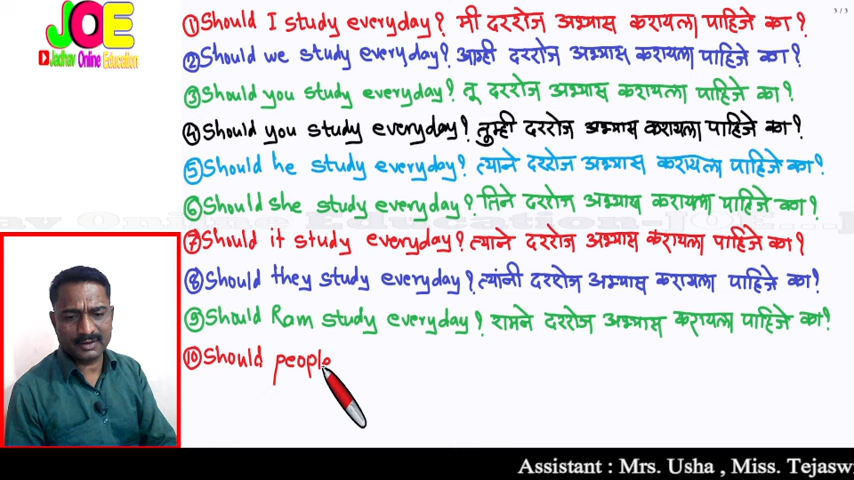 JOE
Jadhav Online Education
3/3
①Should I study everyday? मी दररोज अभ्यास करायला पाहिजे का?
②Should we study everyday? आम्ही दररोज अभ्यास करायला पाहिजे का?
③Should you study everyday? तू दररोज अभ्यास करायला पाहिजे का?
④Should you study everyday? तुम्ही दररोज अभ्यास करायला पाहिजे का?
⑤Should he study everyday? त्याने दररोज अभ्यास करायला पाहिजे का?
⑥Should she study everyday? तिने दररोज अभ्यास करायला पाहिजे का?
⑦Should it study everyday? त्याने दररोज अभ्यास करायला पाहिजे का?
⑧Should they study everyday? त्यांनी दररोज अभ्यास करायला पाहिजे का?
⑨Should Ram study everyday? रामने दररोज अभ्यास करायला पाहिजे का?
⑩Should people
Assistant : Mrs. Usha , Miss. Tejasw